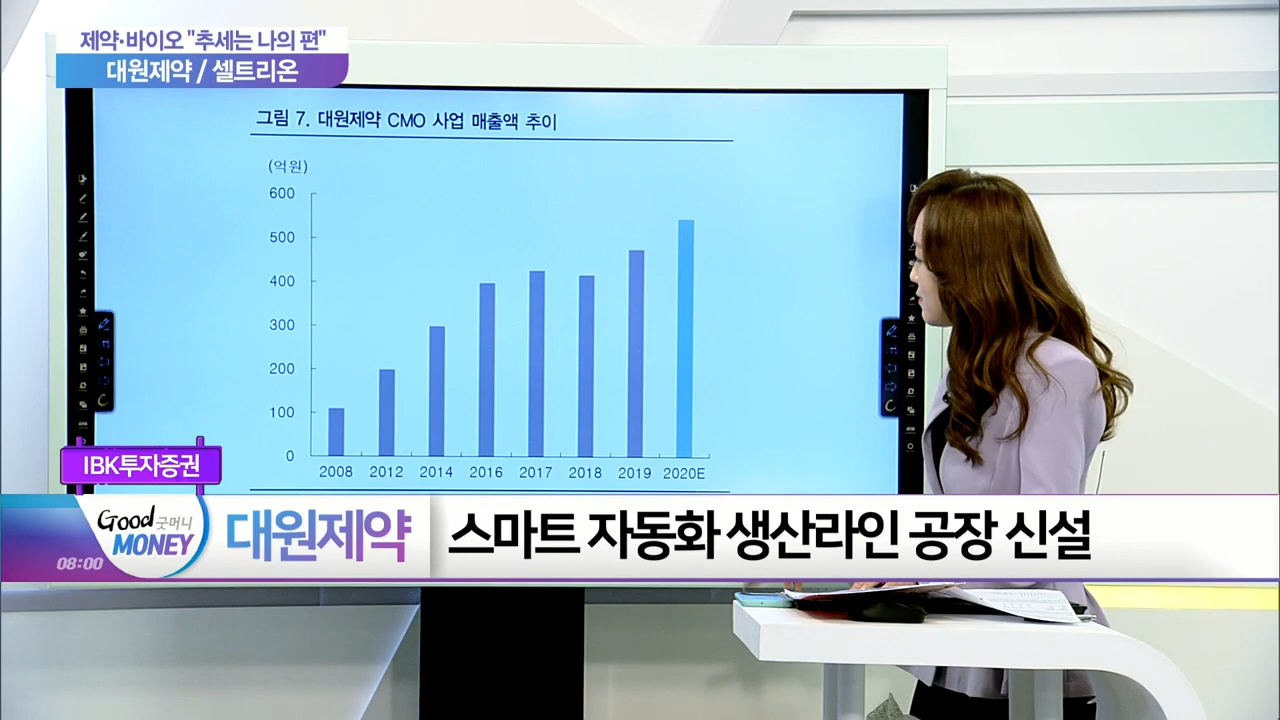 제약·바이오 "추세는 나의 편"
대원제약 / 셀트리온
그림 7. 대원제약 CMO 사업 매출액 추이
(억원)
600
500
400
300
200
100
0
2008 2012 2014 2016 2017 2018 2019 2020E
IBK투자증권
Good 굿머니
MONEY
08:00
대원제약
스마트 자동화 생산라인 공장 신설